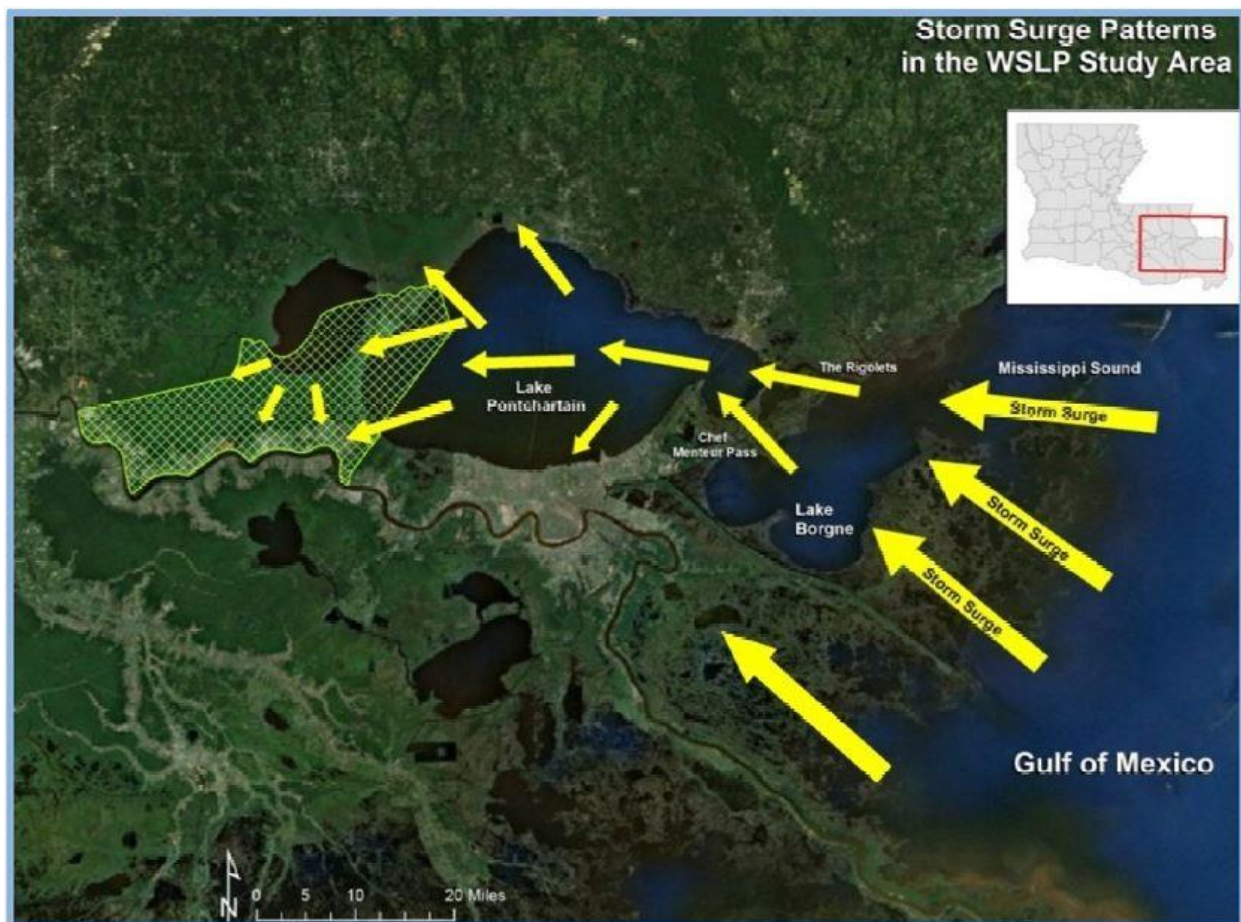 Storm Surge Patterns
in the WSLP Study Area
The Rigolets
Mississippi Sound
Storm Surge
Lake
Pontchartain
Chef
Menteur Pass
Lake
Borgne
Storm Surge
Storm Surge
Gulf of Mexico
N
0 5 10 20 Miles